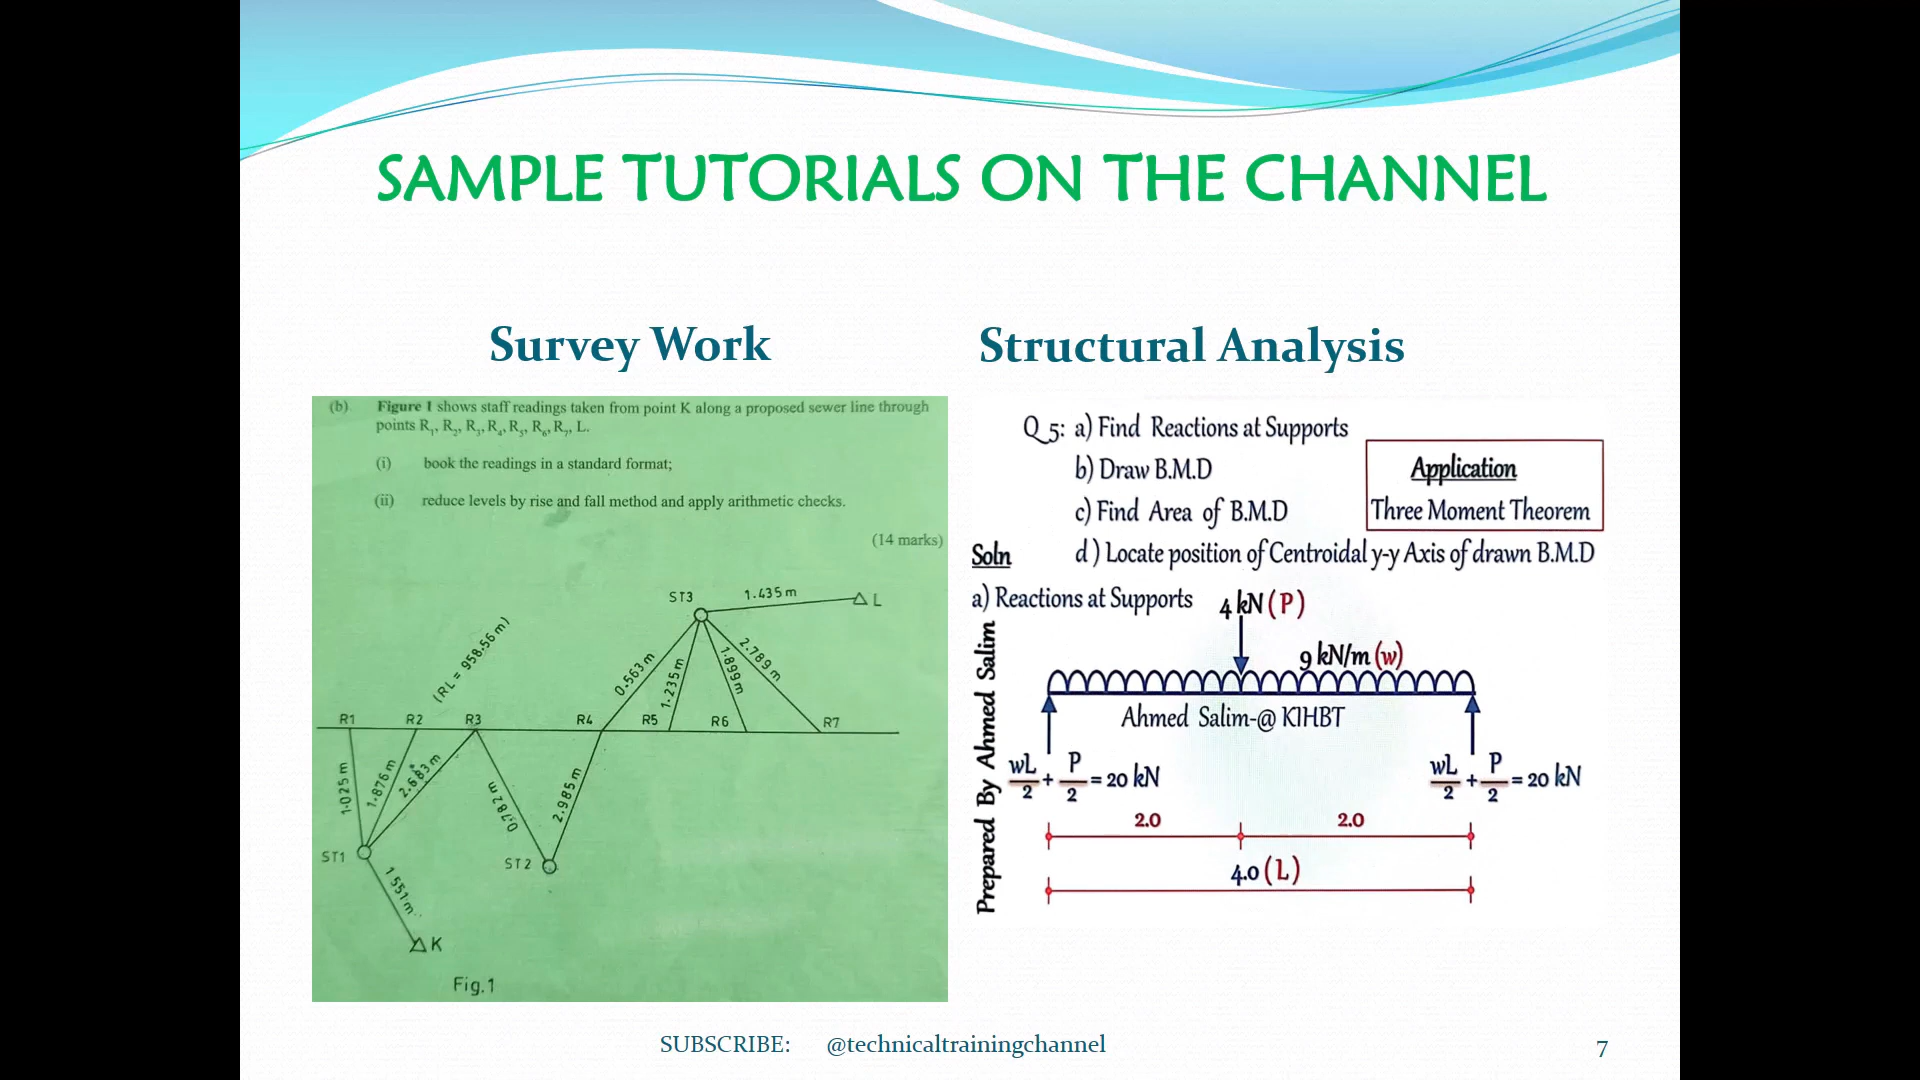 SAMPLE TUTORIALS ON THE CHANNEL
Survey Work
(b) Figure 1 shows staff readings taken from point K along a proposed sewer line through
points R₁, R₂, R₃, R₄, R₅, R₆, R₇, L.
(i) book the readings in a standard format;
(ii) reduce levels by rise and fall method and apply arithmetic checks.
(14 marks)
ST3
1.435m
L
(RL = 958.56 m)
0.563 m
1.235m
1.899m
2.789 m
R1 R2 R3 R4 R5 R6 R7
1.025 m
1.876 m
2.683 m
0.782 m
2.985 m
ST1
ST2
1.551m
K
Fig.1
Structural Analysis
Q 5: a) Find Reactions at Supports
b) Draw B.M.D
c) Find Area of B.M.D
d) Locate position of Centroidal y-y Axis of drawn B.M.D
Application
Three Moment Theorem
Soln
a) Reactions at Supports
4 kN (P)
9 kN/m (w)
Ahmed Salim-@ KIHBT
wL/2 + P/2 = 20 kN
wL/2 + P/2 = 20 kN
2.0 2.0
4.0 (L)
Prepared By Ahmed Salim
SUBSCRIBE: @technicaltrainingchannel
7